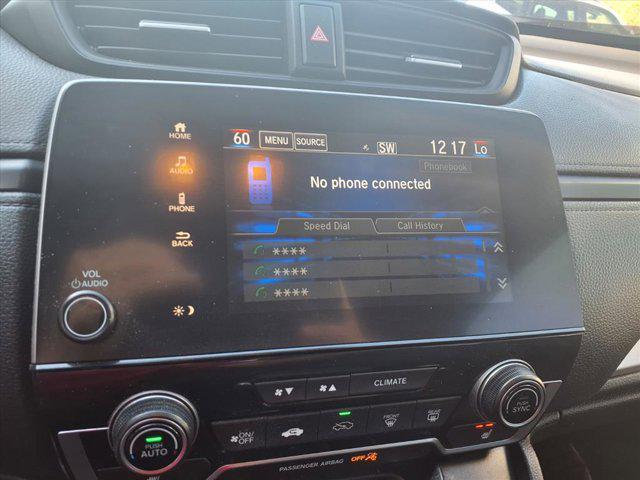 60 MENU SOURCE SW 12 17 Lo
HOME
AUDIO
Phonebook
No phone connected
PHONE
Speed Dial Call History
BACK
****
****
****
VOL
AUDIO
CLIMATE
ON/OFF
FRONT
REAR
PUSH
AUTO
PUSH
SYNC
PASSENGER AIRBAG OFF